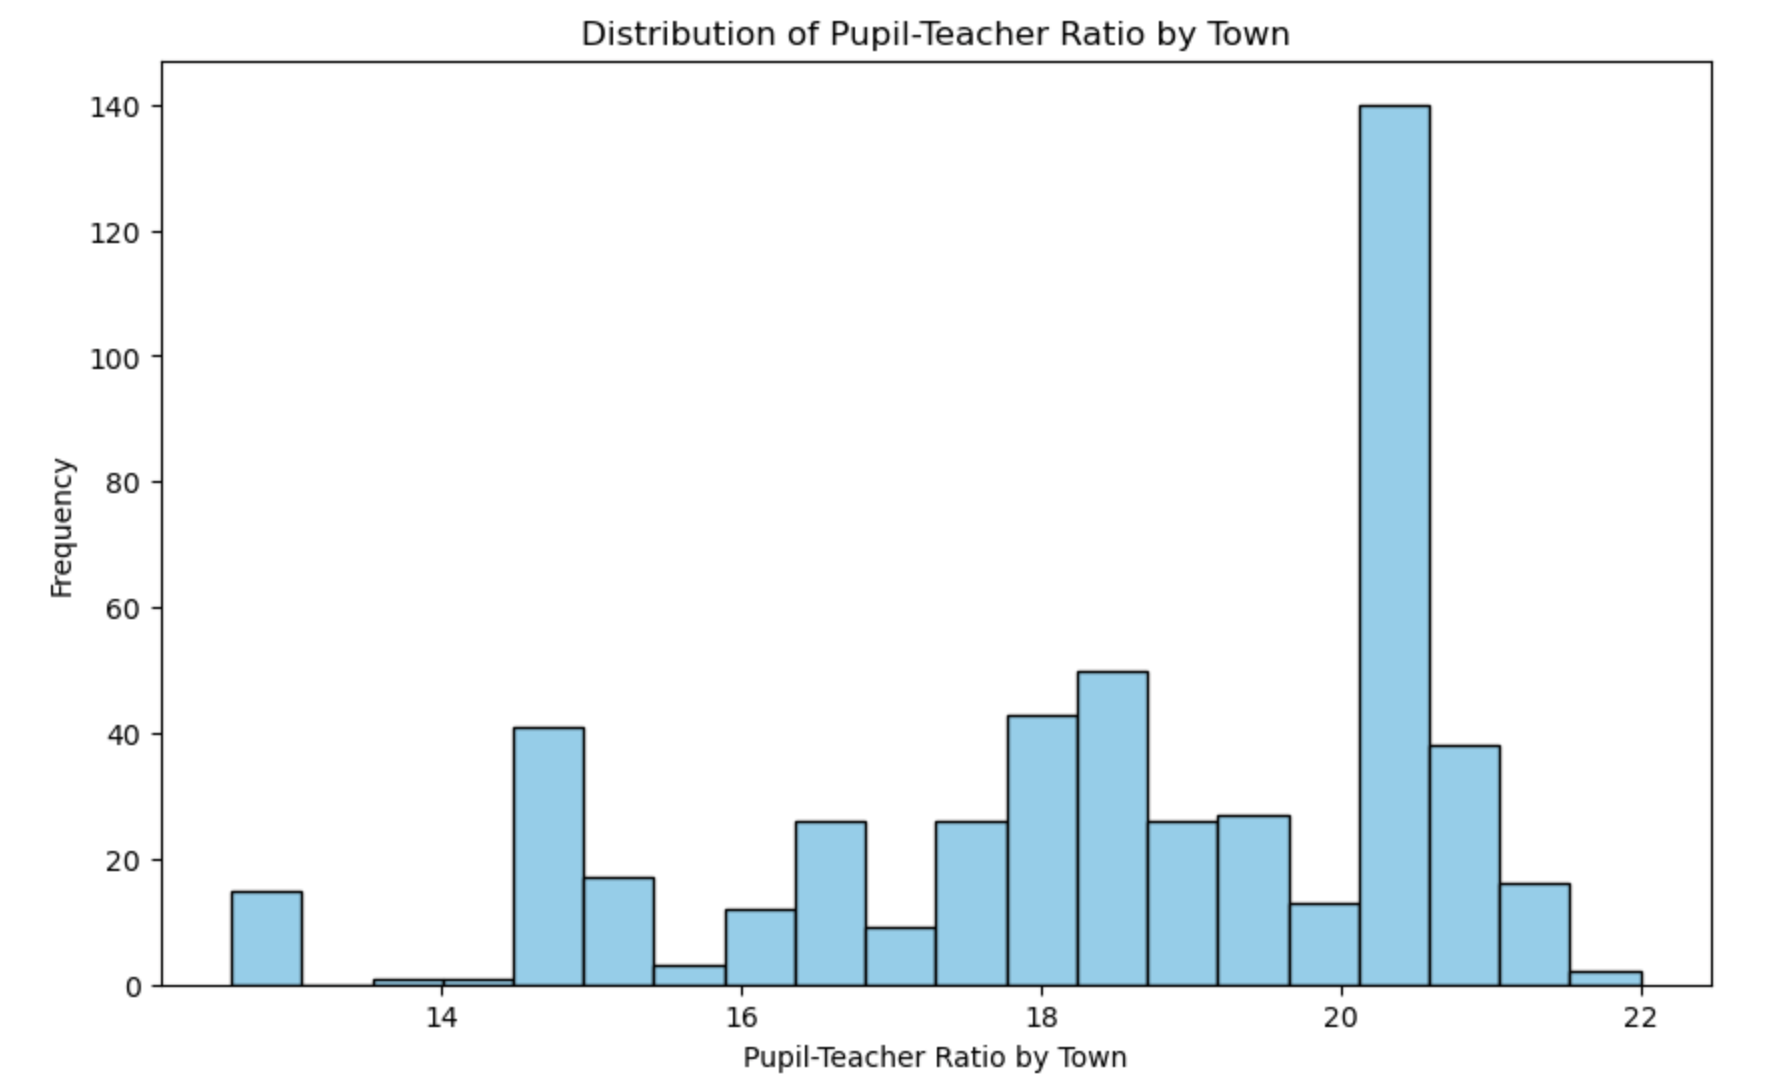 Distribution of Pupil-Teacher Ratio by Town
140
120
100
80
60
40
20
0
Frequency
14 16 18 20 22
Pupil-Teacher Ratio by Town